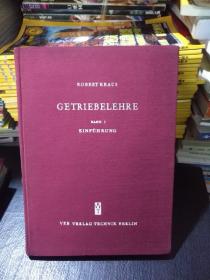 ROBERT KRAUS
GETRIEBELEHRE
BAND I
EINFÜHRUNG
VEB VERLAG TECHNIK BERLIN